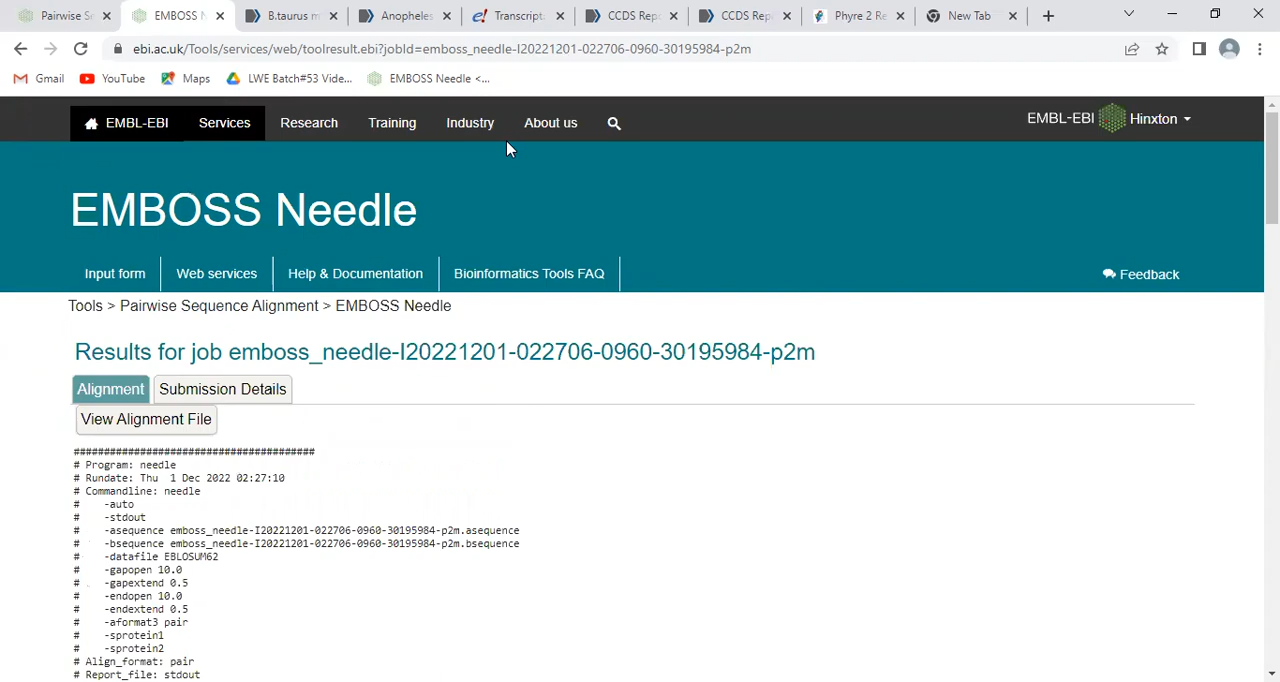 Pairwise S
EMBOSS N
B.taurus m
Anopheles
Transcript:
CCDS Rep
CCDS Rep
Phyre 2 Re
New Tab
ebi.ac.uk/Tools/services/web/toolresult.ebi?jobId=emboss_needle-I20221201-022706-0960-30195984-p2m
Gmail
YouTube
Maps
LWE Batch#53 Vide...
EMBOSS Needle <...
EMBL-EBI
Services
Research
Training
Industry
About us
EMBL-EBI Hinxton
EMBOSS Needle
Input form
Web services
Help & Documentation
Bioinformatics Tools FAQ
Feedback
Tools > Pairwise Sequence Alignment > EMBOSS Needle
Results for job emboss_needle-I20221201-022706-0960-30195984-p2m
Alignment
Submission Details
View Alignment File
########################################
# Program: needle
# Rundate: Thu  1 Dec 2022 02:27:10
# Commandline: needle
#    -auto
#    -stdout
#    -asequence emboss_needle-I20221201-022706-0960-30195984-p2m.asequence
#    -bsequence emboss_needle-I20221201-022706-0960-30195984-p2m.bsequence
#    -datafile EBLOSUM62
#    -gapopen 10.0
#    -gapextend 0.5
#    -endopen 10.0
#    -endextend 0.5
#    -aformat3 pair
#    -sprotein1
#    -sprotein2
# Align_format: pair
# Report_file: stdout